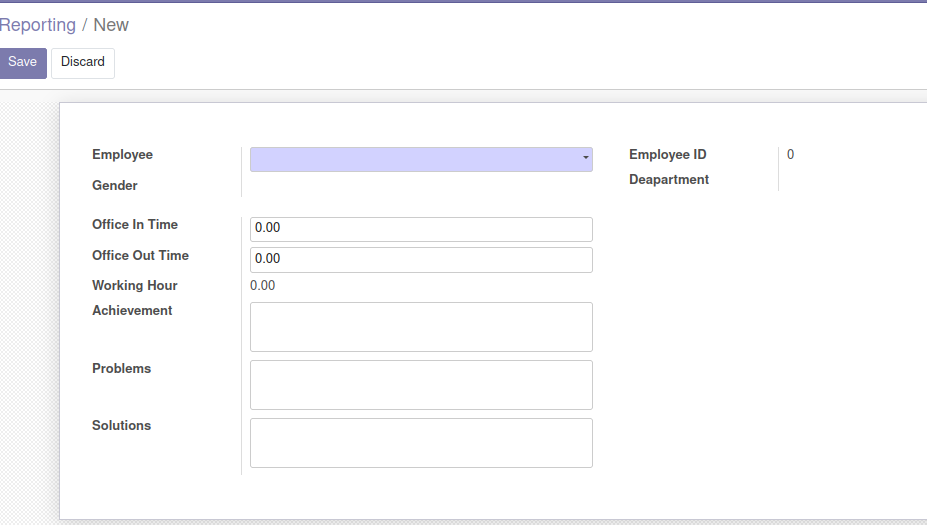 Reporting / New
Save Discard
Employee
Employee ID 0
Gender
Deapartment
Office In Time 0.00
Office Out Time 0.00
Working Hour 0.00
Achievement
Problems
Solutions